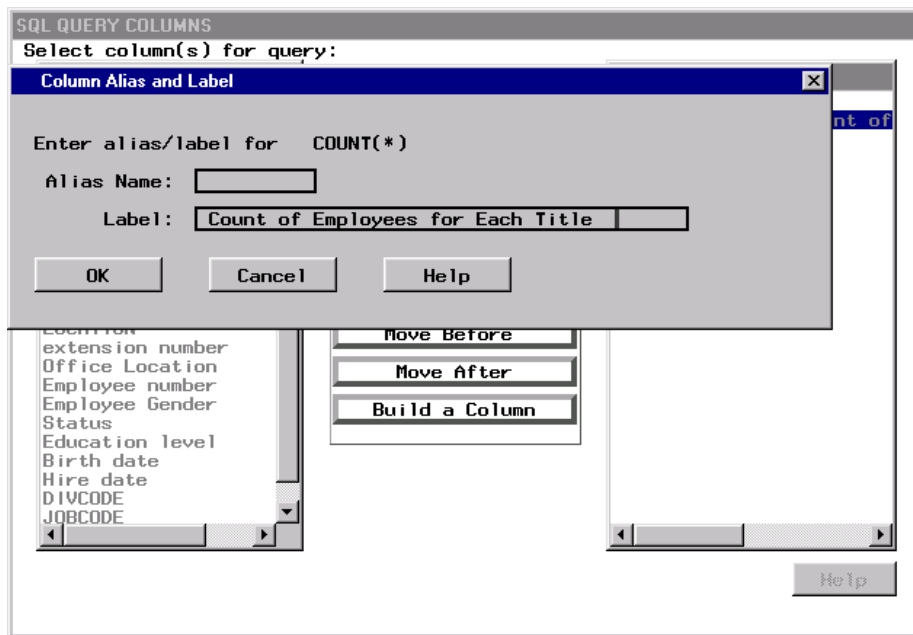 SQL QUERY COLUMNS
Select column(s) for query:
Column Alias and Label
nt of
Enter alias/label for COUNT(*)
Alias Name:
Label: Count of Employees for Each Title
OK Cancel Help
LOCATION
Move Before
extension number
Office Location
Move After
Employee number
Employee Gender
Build a Column
Status
Education level
Birth date
Hire date
DIVCODE
JOBCODE
Help